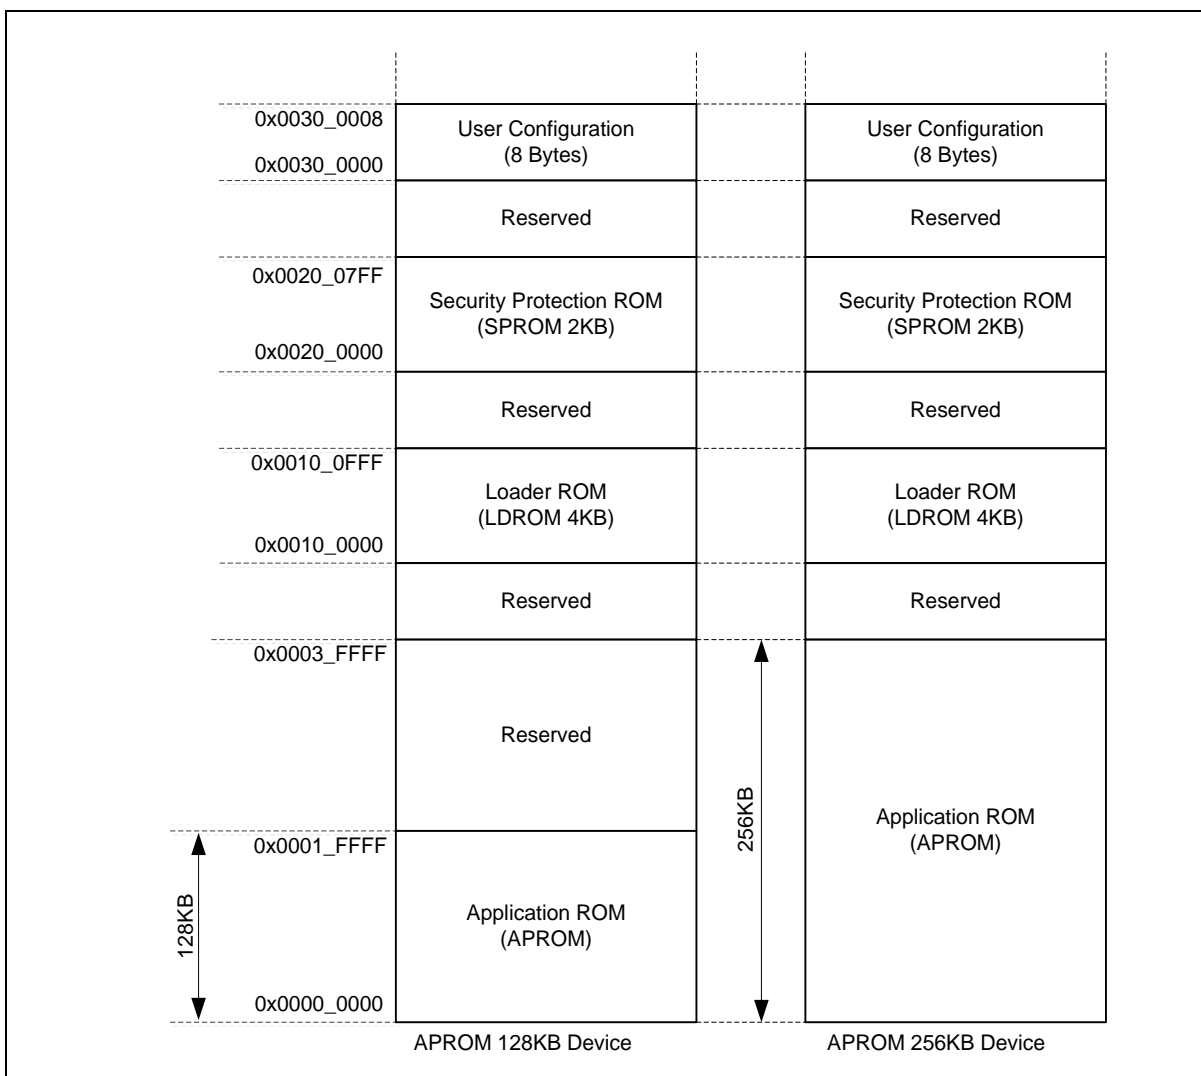 0x0030_0008
User Configuration
(8 Bytes)
User Configuration
(8 Bytes)
0x0030_0000
Reserved
Reserved
0x0020_07FF
Security Protection ROM
(SPROM 2KB)
Security Protection ROM
(SPROM 2KB)
0x0020_0000
Reserved
Reserved
0x0010_0FFF
Loader ROM
(LDROM 4KB)
Loader ROM
(LDROM 4KB)
0x0010_0000
Reserved
Reserved
0x0003_FFFF
Reserved
256KB
Application ROM
(APROM)
0x0001_FFFF
128KB
Application ROM
(APROM)
0x0000_0000
APROM 128KB Device
APROM 256KB Device